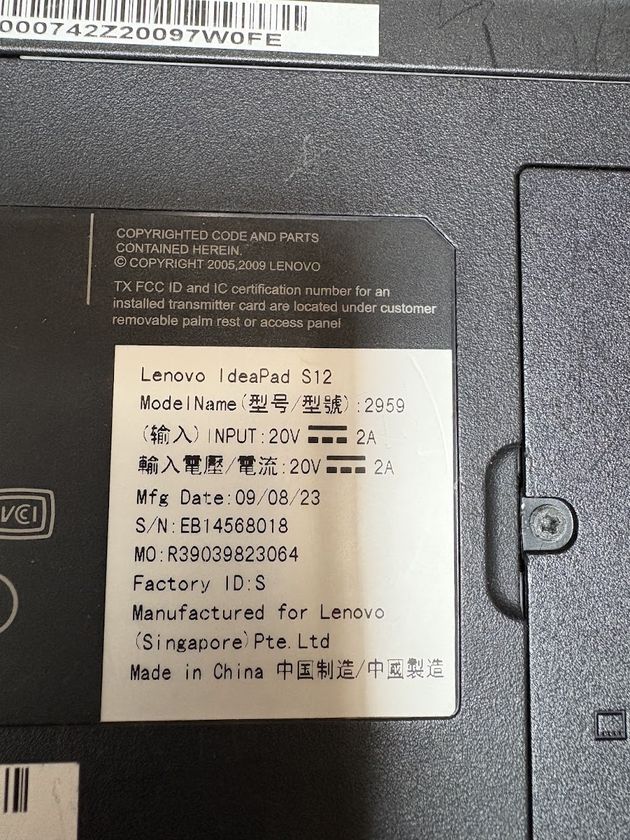 000742Z20097W0FE
COPYRIGHTED CODE AND PARTS
CONTAINED HEREIN.
© COPYRIGHT 2005,2009 LENOVO
TX FCC ID and IC certification number for an
installed transmitter card are located under customer
removable palm rest or access panel
Lenovo IdeaPad S12
ModelName(型号/型號):2959
(输入)INPUT:20V ⎓ 2A
輸入電壓/電流:20V ⎓ 2A
Mfg Date:09/08/23
S/N:EB14568018
MO:R39039823064
Factory ID:S
Manufactured for Lenovo
(Singapore)Pte.Ltd
Made in China 中国制造/中國製造